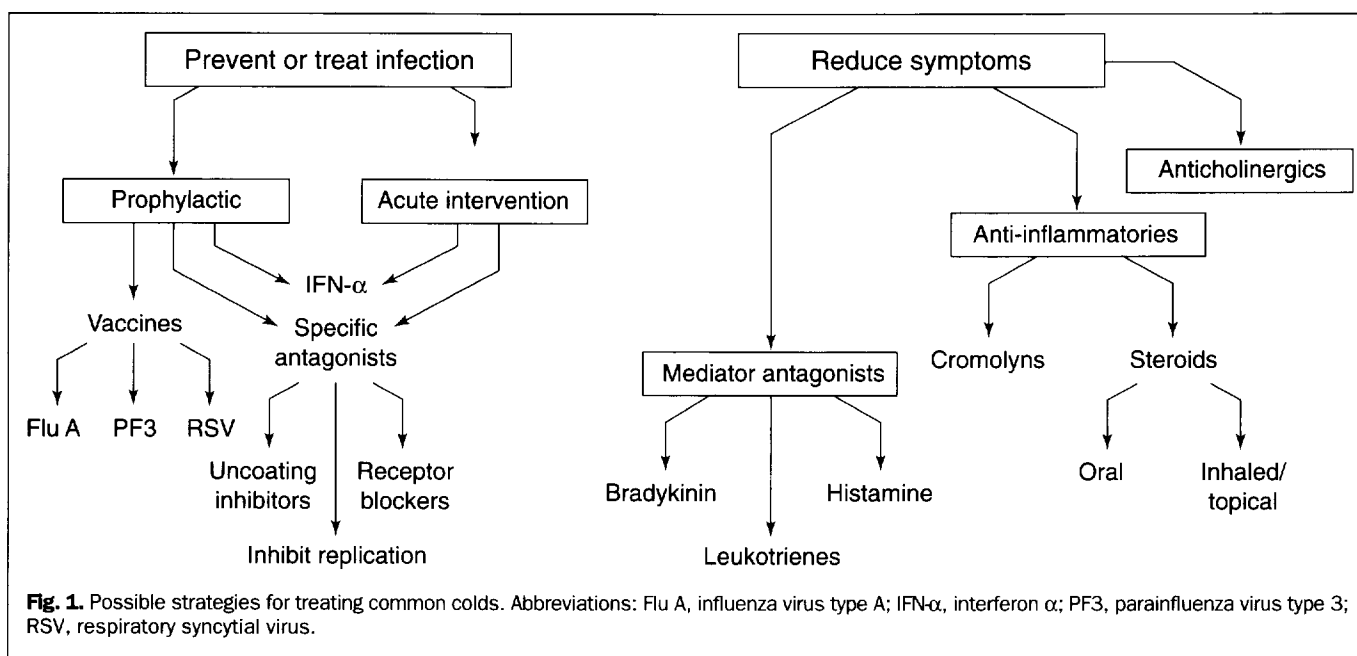 Prevent or treat infection
Reduce symptoms
Prophylactic
Acute intervention
Anticholinergics
Anti-inflammatories
IFN-α
Vaccines
Specific
antagonists
Cromolyns
Steroids
Mediator antagonists
Flu A
PF3
RSV
Uncoating
inhibitors
Receptor
blockers
Bradykinin
Histamine
Oral
Inhaled/
topical
Inhibit replication
Leukotrienes
Fig. 1. Possible strategies for treating common colds. Abbreviations: Flu A, influenza virus type A; IFN-α, interferon α; PF3, parainfluenza virus type 3;
RSV, respiratory syncytial virus.